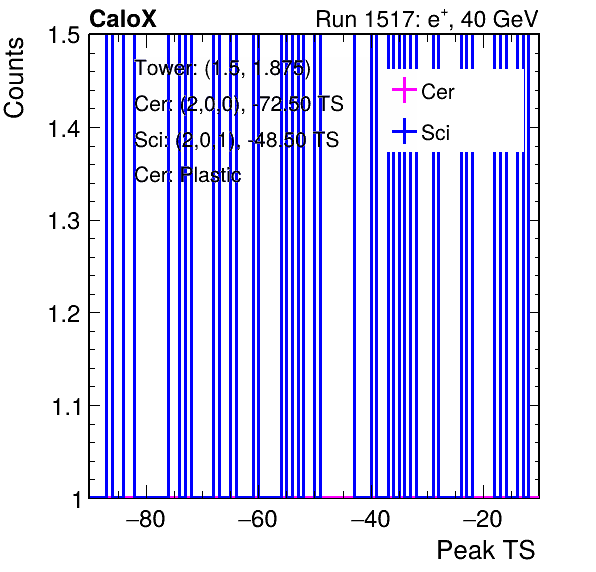 CaloX Run 1517: e+, 40 GeV
Counts
1.5
1.4
1.3
1.2
1.1
1
Tower: (1.5, 1.875)
Cer: (2,0,0), -72.50 TS
Sci: (2,0,1), -48.50 TS
Cer: Plastic
Cer
Sci
−80 −60 −40 −20
Peak TS